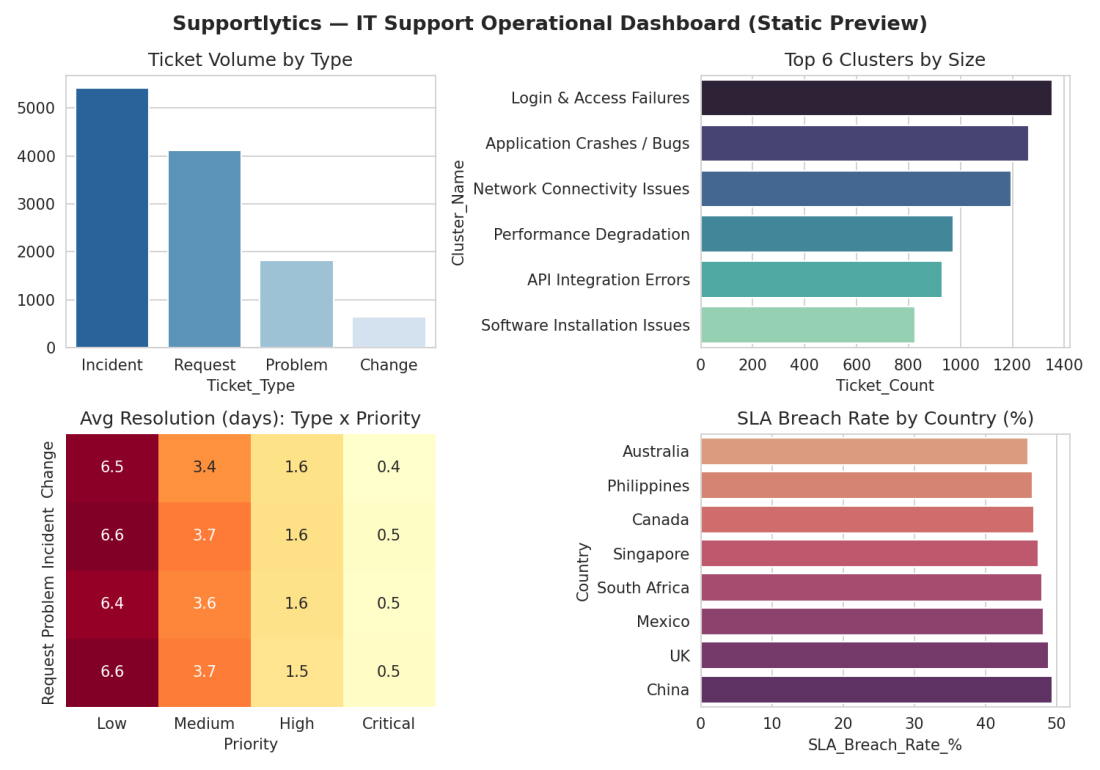 Supportlytics — IT Support Operational Dashboard (Static Preview)
Ticket Volume by Type
5000
4000
3000
2000
1000
0
Incident Request Problem Change
Ticket_Type
Top 6 Clusters by Size
Cluster_Name
Login & Access Failures
Application Crashes / Bugs
Network Connectivity Issues
Performance Degradation
API Integration Errors
Software Installation Issues
0 200 400 600 800 1000 1200 1400
Ticket_Count
Avg Resolution (days): Type x Priority
Change 6.5 3.4 1.6 0.4
Incident 6.6 3.7 1.6 0.5
Problem 6.4 3.6 1.6 0.5
Request 6.6 3.7 1.5 0.5
Low Medium High Critical
Priority
SLA Breach Rate by Country (%)
Country
Australia
Philippines
Canada
Singapore
South Africa
Mexico
UK
China
0 10 20 30 40 50
SLA_Breach_Rate_%